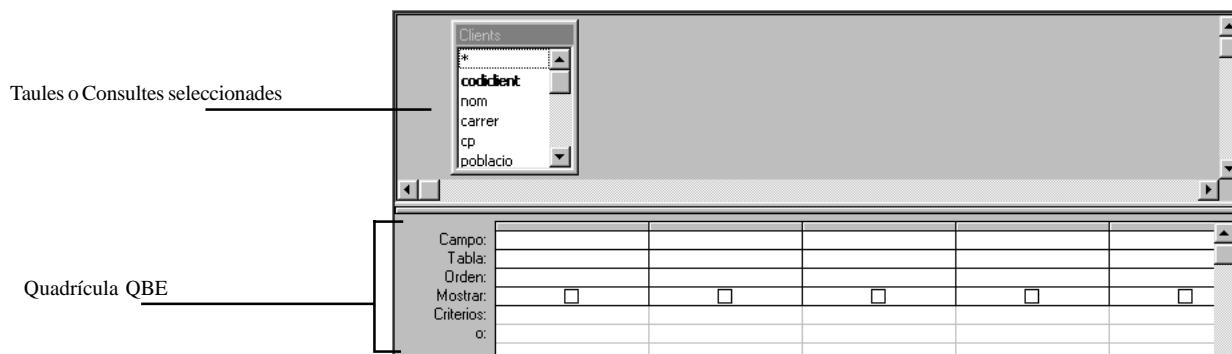 Clients
*
codiclient
nom
carrer
cp
poblacio
Taules o Consultes seleccionades
Campo:
Tabla:
Orden:
Mostrar:
Criterios:
o:
Quadrícula QBE